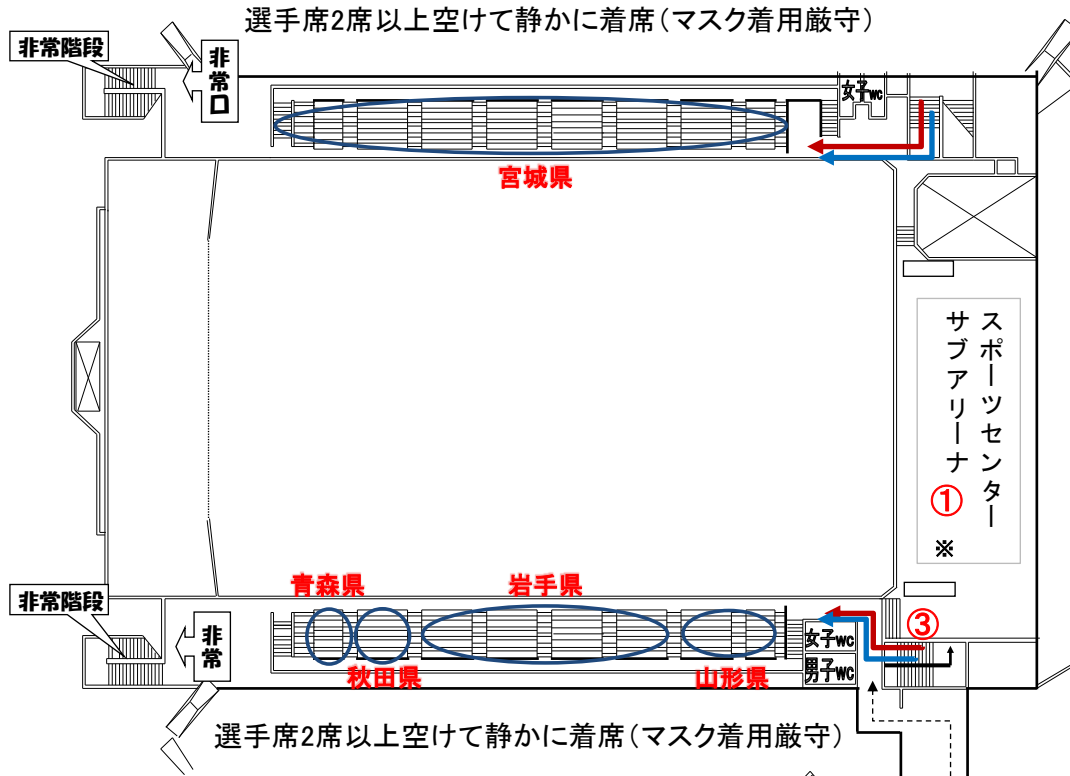 選手席2席以上空けて静かに着席（マスク着用厳守）
非常階段
非常口
女子WC
宮城県
スポーツセンター
サブアリーナ ①
※
青森県
岩手県
非常階段
非常
③
女子WC
男子WC
秋田県
山形県
選手席2席以上空けて静かに着席（マスク着用厳守）